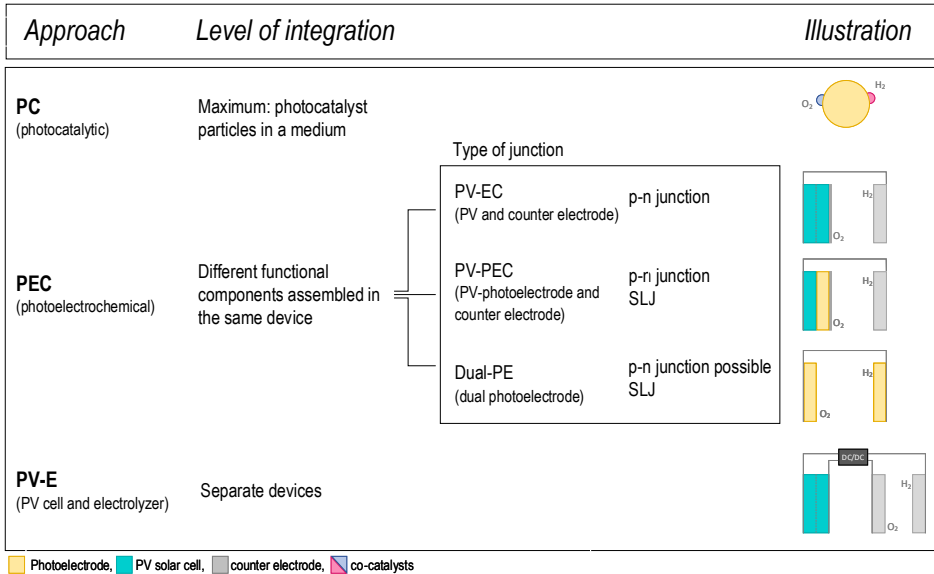 Approach Level of integration Illustration
PC
(photocatalytic)
Maximum: photocatalyst
particles in a medium
O₂
H₂
Type of junction
PEC
(photoelectrochemical)
Different functional
components assembled in
the same device
PV-EC
(PV and counter electrode)
p-n junction
H₂
O₂
PV-PEC
(PV-photoelectrode and
counter electrode)
p-n junction
SLJ
H₂
O₂
Dual-PE
(dual photoelectrode)
p-n junction possible
SLJ
H₂
O₂
PV-E
(PV cell and electrolyzer)
Separate devices
DC/DC
H₂
O₂
Photoelectrode, PV solar cell, counter electrode, co-catalysts